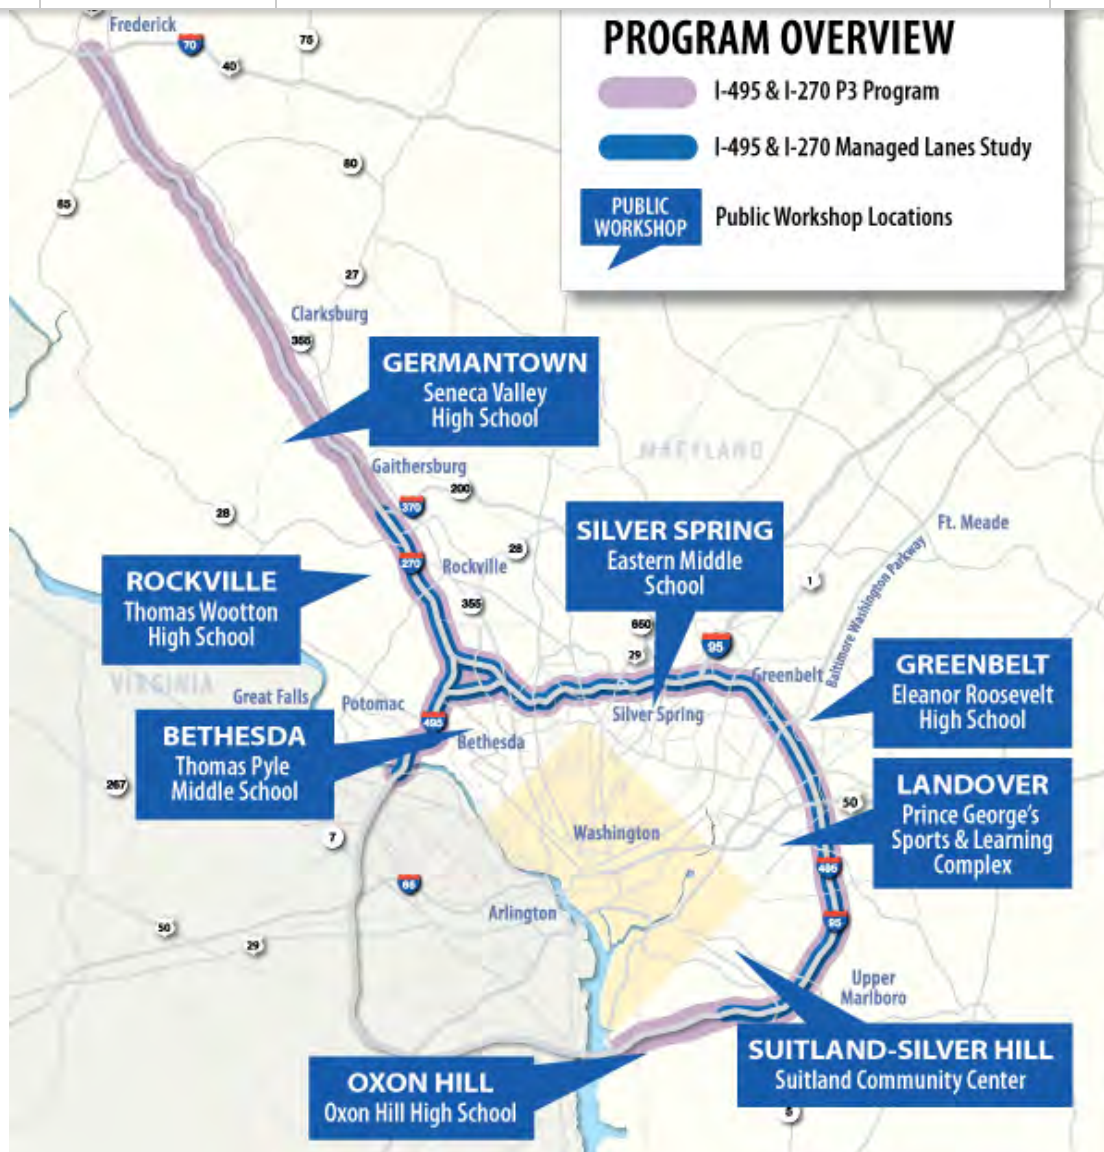 PROGRAM OVERVIEW
I-495 & I-270 P3 Program
I-495 & I-270 Managed Lanes Study
PUBLIC
WORKSHOP
Public Workshop Locations
Frederick
70
75
40
80
85
27
Clarksburg
355
GERMANTOWN
Seneca Valley
High School
MARYLAND
Gaithersburg
200
370
28
Ft. Meade
SILVER SPRING
Eastern Middle
School
28
270
Rockville
ROCKVILLE
Thomas Wootton
High School
1
Baltimore Washington Parkway
355
650
29
95
GREENBELT
Eleanor Roosevelt
High School
Greenbelt
VIRGINIA
Great Falls
Potomac
495
Silver Spring
Bethesda
BETHESDA
Thomas Pyle
Middle School
267
7
LANDOVER
Prince George's
Sports & Learning
Complex
50
Washington
495
66
Arlington
95
50
29
Upper
Marlboro
SUITLAND-SILVER HILL
Suitland Community Center
OXON HILL
Oxon Hill High School
5